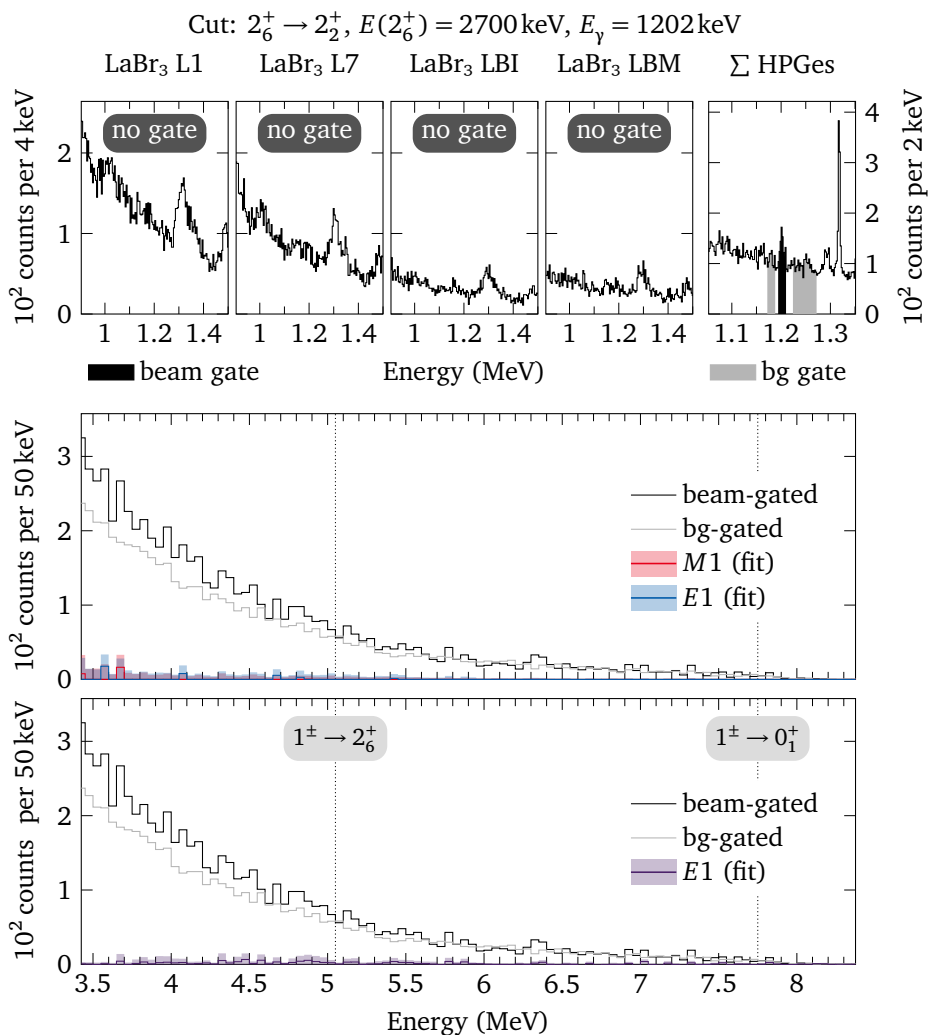 Cut: 2₆⁺ → 2₂⁺, E(2₆⁺) = 2700 keV, Eᵧ = 1202 keV
LaBr₃ L1 LaBr₃ L7 LaBr₃ LBI LaBr₃ LBM ∑ HPGes
no gate no gate no gate no gate
10² counts per 4 keV
0 1 2
1 1.2 1.4 1 1.2 1.4 1 1.2 1.4 1 1.2 1.4 1.1 1.2 1.3
0 1 2 3 4
10² counts per 2 keV
beam gate Energy (MeV) bg gate
10² counts per 50 keV
3
2
1
0
beam-gated
bg-gated
M1 (fit)
E1 (fit)
10² counts per 50 keV
3
2
1
0
1± → 2₆⁺ 1± → 0₁⁺
beam-gated
bg-gated
E1 (fit)
3.5 4 4.5 5 5.5 6 6.5 7 7.5 8
Energy (MeV)